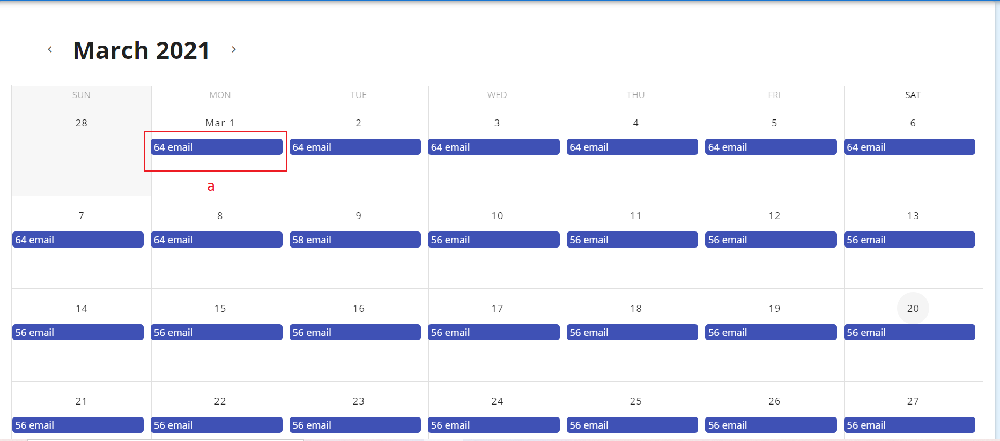 March 2021
SUN MON TUE WED THU FRI SAT
28 Mar 1 2 3 4 5 6
64 email 64 email 64 email 64 email 64 email 64 email
a
7 8 9 10 11 12 13
64 email 64 email 58 email 56 email 56 email 56 email 56 email
14 15 16 17 18 19 20
56 email 56 email 56 email 56 email 56 email 56 email 56 email
21 22 23 24 25 26 27
56 email 56 email 56 email 56 email 56 email 56 email 56 email